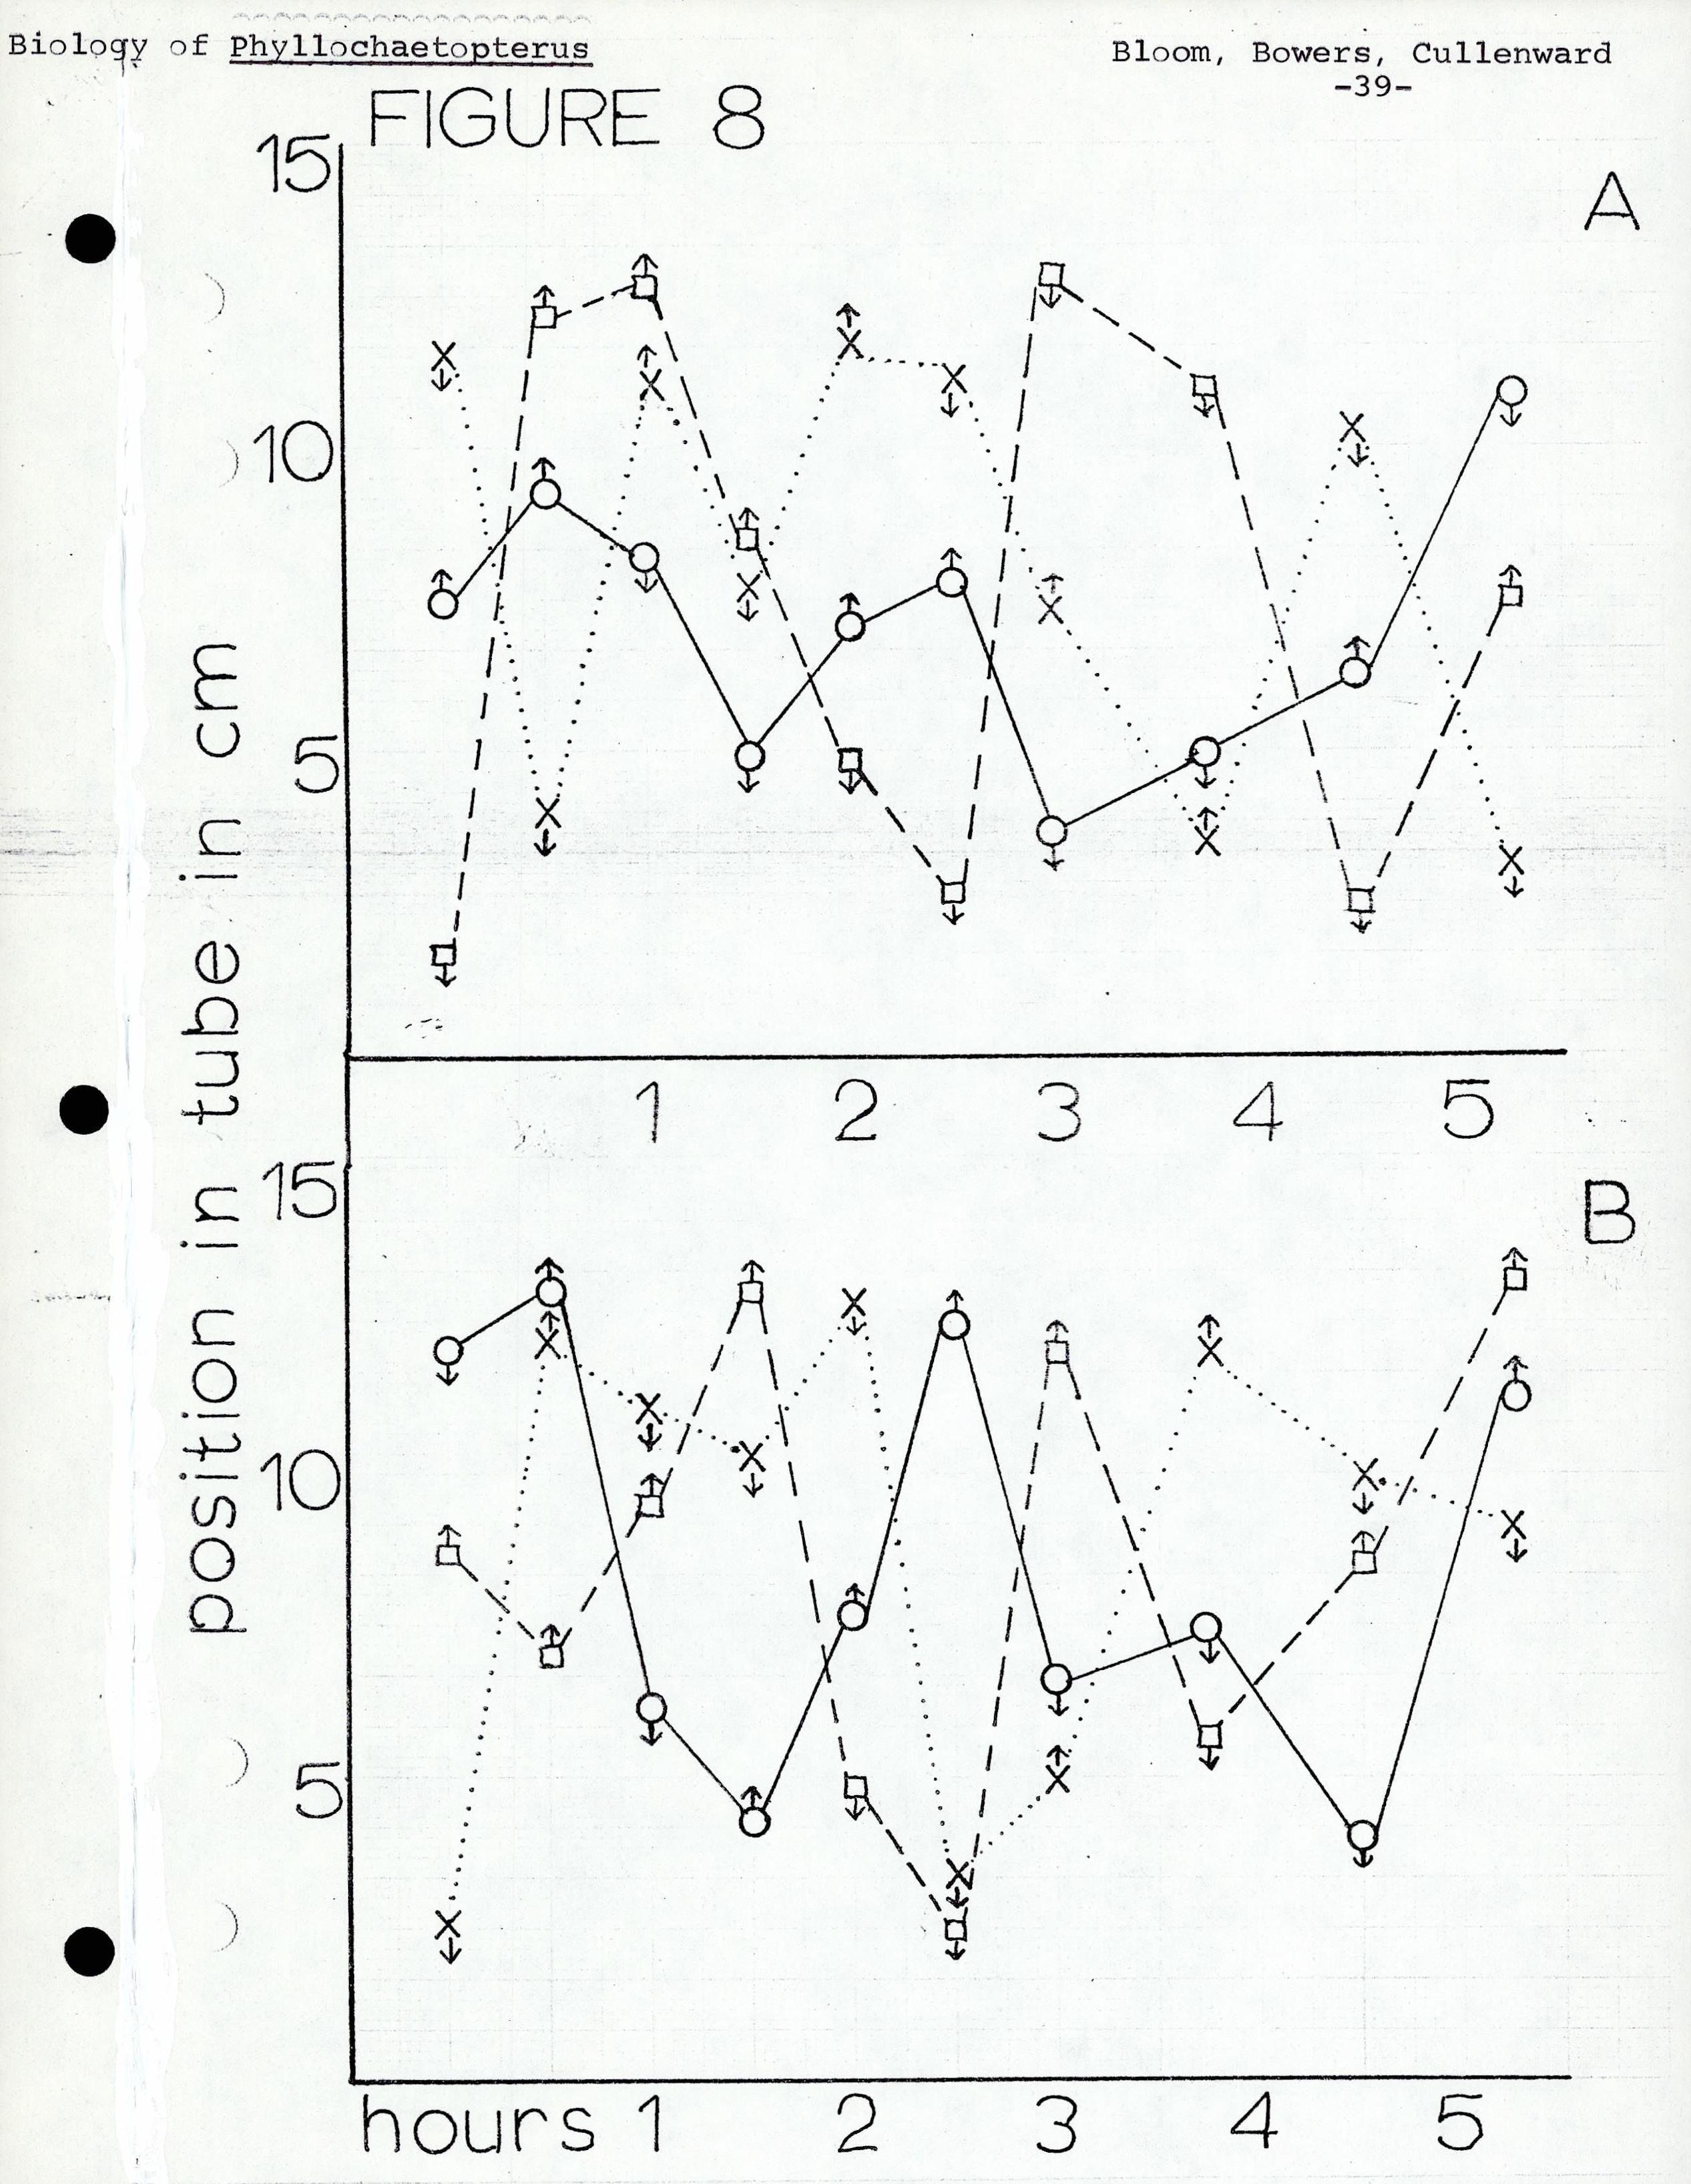 Biology of Phyllochaetopterus
Bloom, Bowers, Cullenward
-39-
FIGURE 8
A
15
10
5
1 2 3 4 5
position in tube in cm
B
15
10
5
hours 1 2 3 4 5